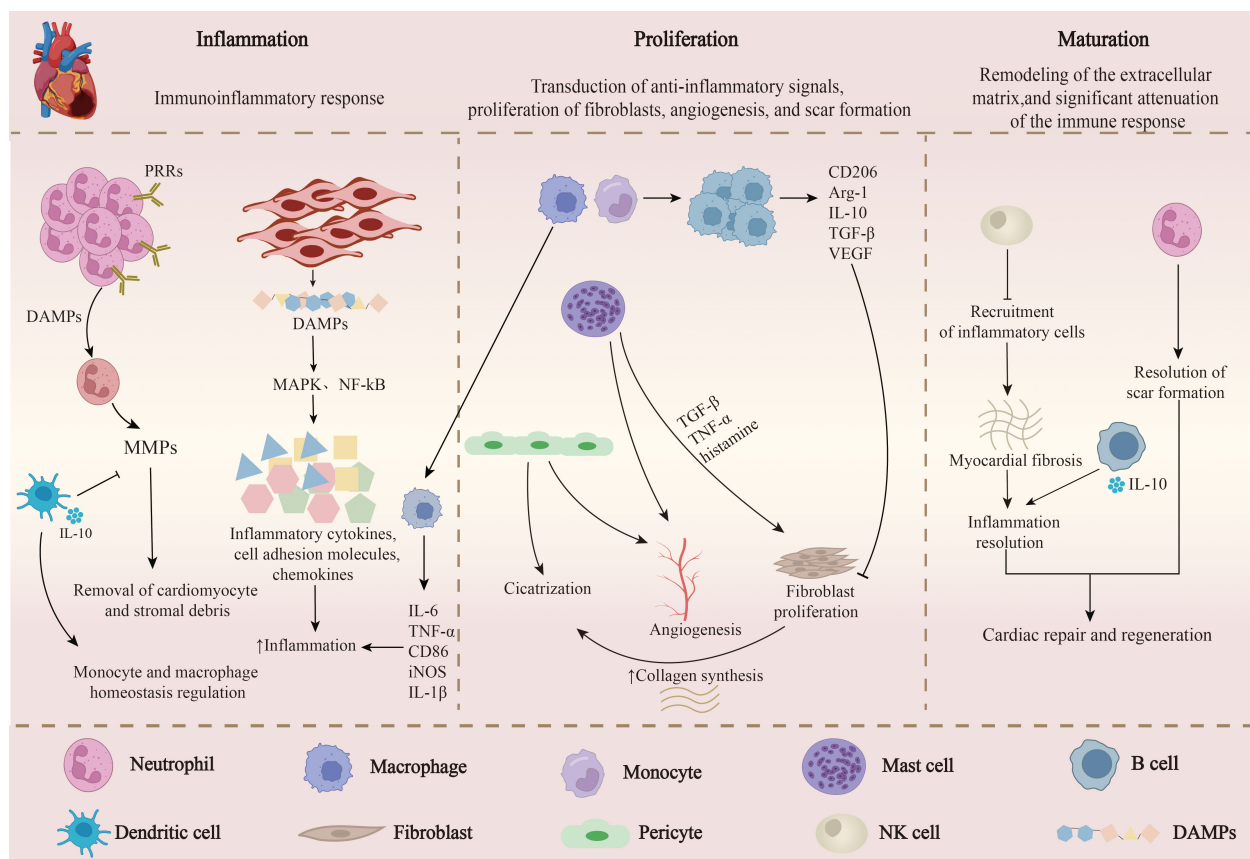 Inflammation
Immunoinflammatory response
Proliferation
Transduction of anti-inflammatory signals,
proliferation of fibroblasts, angiogenesis, and scar formation
Maturation
Remodeling of the extracellular
matrix,and significant attenuation
of the immune response
PRRs
DAMPs
MMPs
IL-10
Removal of cardiomyocyte
and stromal debris
Monocyte and macrophage
homeostasis regulation
DAMPs
MAPK、NF-kB
Inflammatory cytokines,
cell adhesion molecules,
chemokines
↑Inflammation
IL-6
TNF-α
CD86
iNOS
IL-1β
CD206
Arg-1
IL-10
TGF-β
VEGF
TGF-β
TNF-α
histamine
Cicatrization
Angiogenesis
Fibroblast
proliferation
↑Collagen synthesis
Recruitment
of inflammatory cells
Myocardial fibrosis
Inflammation
resolution
IL-10
Resolution of
scar formation
Cardiac repair and regeneration
Neutrophil
Macrophage
Monocyte
Mast cell
B cell
Dendritic cell
Fibroblast
Pericyte
NK cell
DAMPs